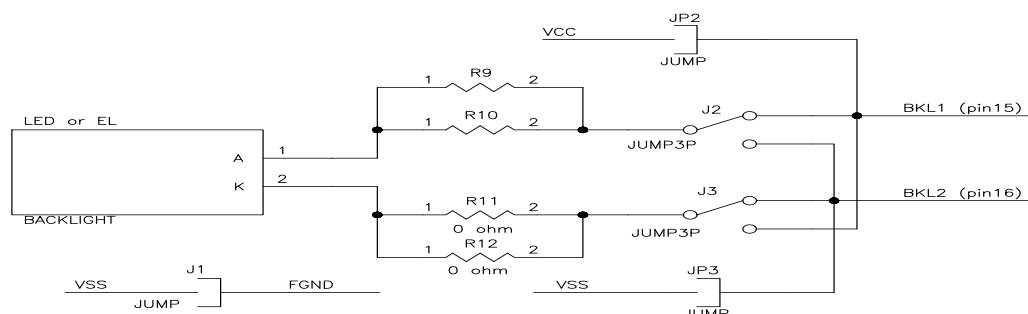 JP2
VCC
JUMP
R9
1 2
R10
1 2
LED or EL
J2
BKL1 (pin15)
JUMP3P
A 1
K 2
BACKLIGHT
R11
1 2
0 ohm
J3
BKL2 (pin16)
JUMP3P
R12
1 2
0 ohm
J1
VSS
FGND
JUMP
JP3
VSS
JUMP